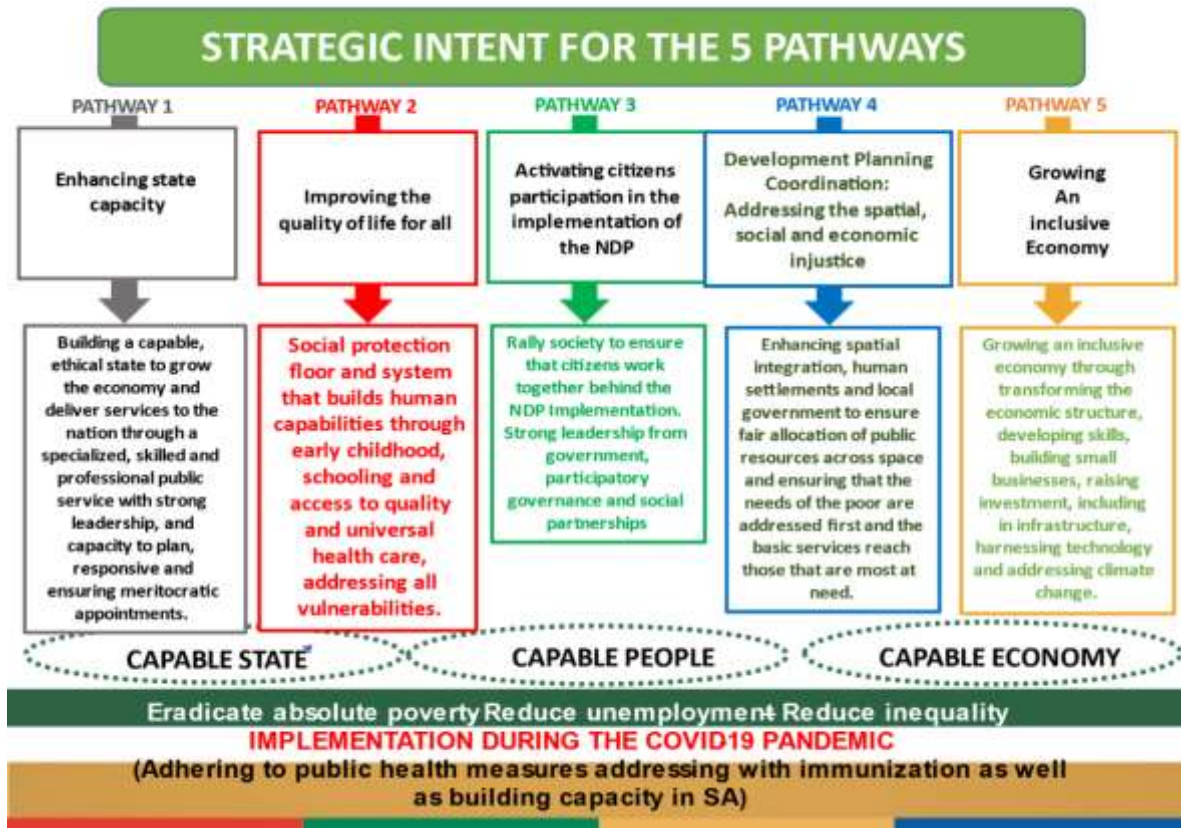 STRATEGIC INTENT FOR THE 5 PATHWAYS
PATHWAY 1
Enhancing state
capacity
Building a capable,
ethical state to grow
the economy and
deliver services to the
nation through a
specialized, skilled and
professional public
service with strong
leadership, and
capacity to plan,
responsive and
ensuring meritocratic
appointments.
PATHWAY 2
Improving the
quality of life for all
Social protection
floor and system
that builds human
capabilities through
early childhood,
schooling and
access to quality
and universal
health care,
addressing all
vulnerabilities.
PATHWAY 3
Activating citizens
participation in the
implementation of
the NDP
Rally society to ensure
that citizens work
together behind the
NDP Implementation.
Strong leadership from
government,
participatory
governance and social
partnerships
PATHWAY 4
Development Planning
Coordination:
Addressing the spatial,
social and economic
injustice
Enhancing spatial
integration, human
settlements and local
government to ensure
fair allocation of public
resources across space
and ensuring that the
needs of the poor are
addressed first and the
basic services reach
those that are most at
need.
PATHWAY 5
Growing
An
inclusive
Economy
Growing an inclusive
economy through
transforming the
economic structure,
developing skills,
building small
businesses, raising
investment, including
in infrastructure,
harnessing technology
and addressing climate
change.
CAPABLE STATE
CAPABLE PEOPLE
CAPABLE ECONOMY
Eradicate absolute poverty Reduce unemployment Reduce inequality
IMPLEMENTATION DURING THE COVID19 PANDEMIC
(Adhering to public health measures addressing with immunization as well
as building capacity in SA)